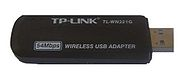 TP-LINK
TL-WN321G
54Mbps
WIRELESS USB ADAPTER